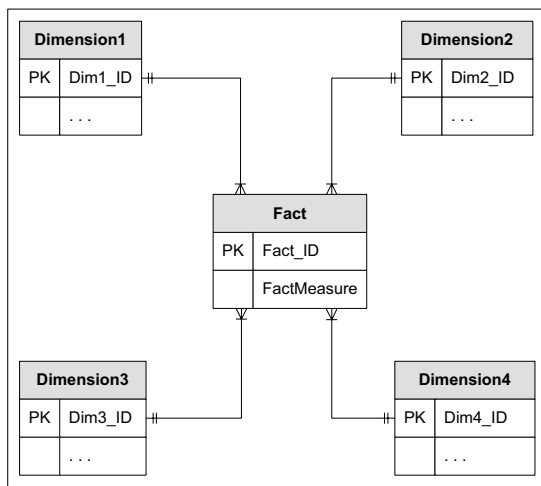 Dimension1
PK Dim1_ID
. . .
Dimension2
PK Dim2_ID
. . .
Fact
PK Fact_ID
FactMeasure
Dimension3
PK Dim3_ID
. . .
Dimension4
PK Dim4_ID
. . .